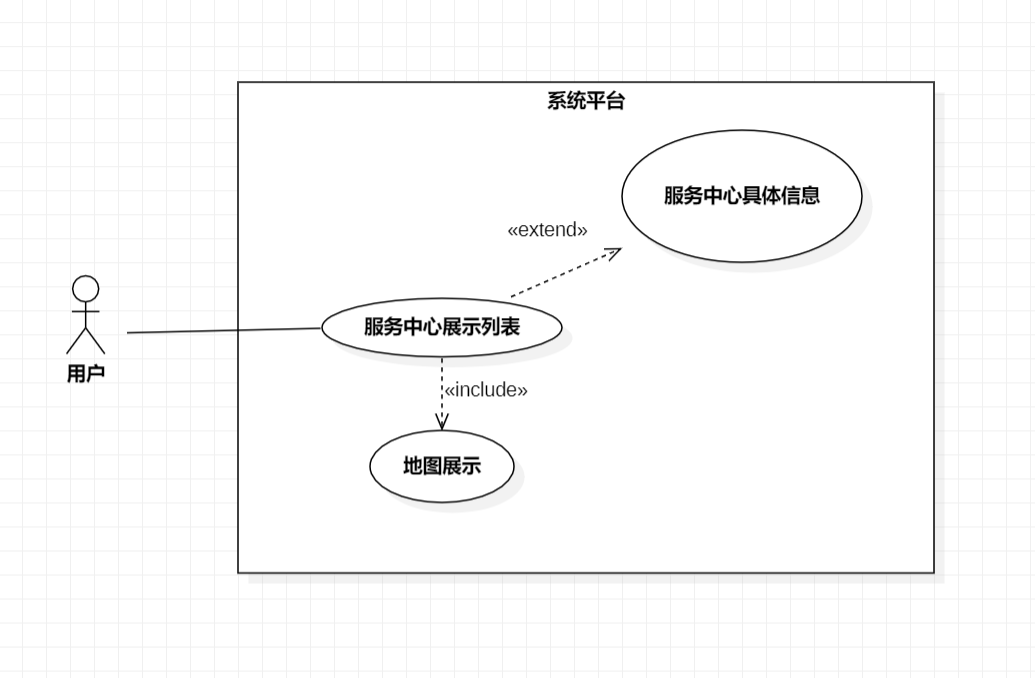 系统平台
服务中心具体信息
«extend»
服务中心展示列表
用户
«include»
地图展示